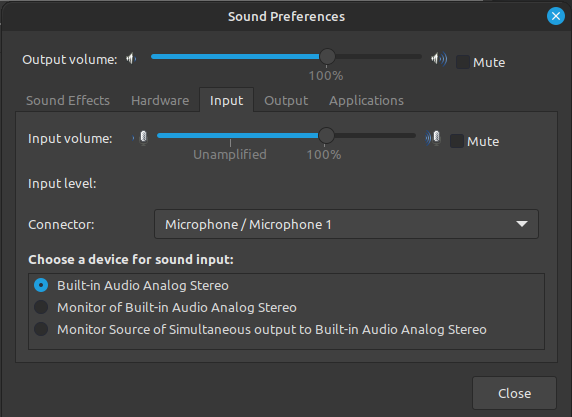 Sound Preferences
Output volume: Mute
100%
Sound Effects Hardware Input Output Applications
Input volume: Mute
Unamplified 100%
Input level:
Connector: Microphone / Microphone 1
Choose a device for sound input:
Built-in Audio Analog Stereo
Monitor of Built-in Audio Analog Stereo
Monitor Source of Simultaneous output to Built-in Audio Analog Stereo
Close